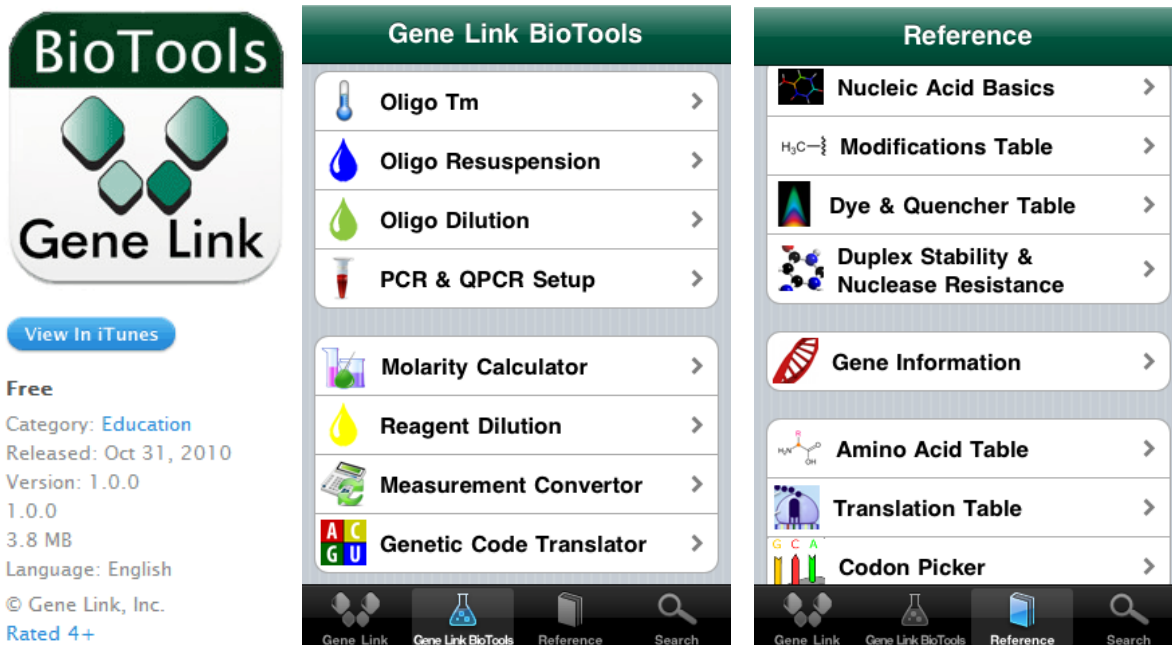 BioTools
Gene Link
View In iTunes
Free
Category: Education
Released: Oct 31, 2010
Version: 1.0.0
1.0.0
3.8 MB
Language: English
© Gene Link, Inc.
Rated 4+
Gene Link BioTools
Oligo Tm
Oligo Resuspension
Oligo Dilution
PCR & QPCR Setup
Molarity Calculator
Reagent Dilution
Measurement Convertor
A C
G U
Genetic Code Translator
Gene Link
Gene Link BioTools
Reference
Search
Reference
Nucleic Acid Basics
H₃C
Modifications Table
Dye & Quencher Table
Duplex Stability &
Nuclease Resistance
Gene Information
R
H₂N
O
OH
Amino Acid Table
Translation Table
G C A
Codon Picker
Gene Link
Gene Link BioTools
Reference
Search